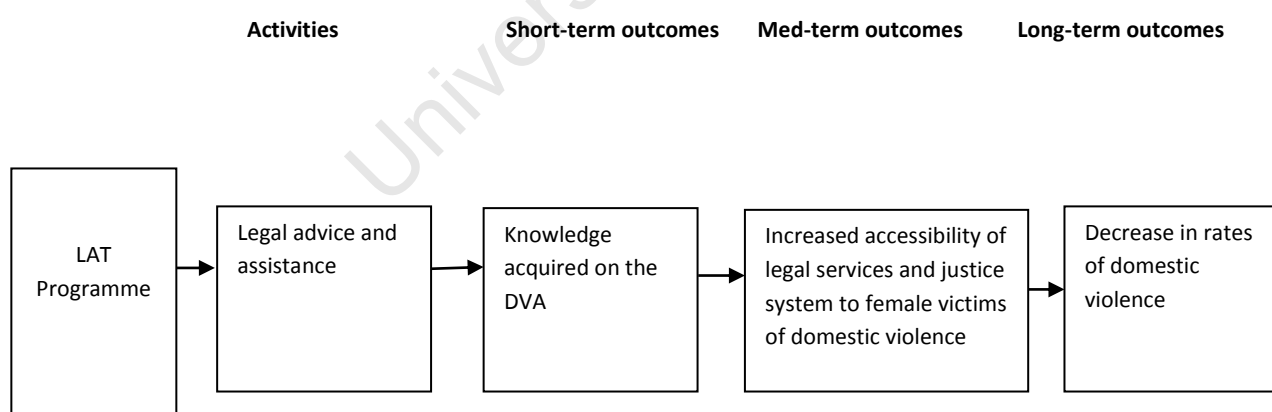 Activities Short-term outcomes Med-term outcomes Long-term outcomes
Univers
LAT
Programme
Legal advice and
assistance
Knowledge
acquired on the
DVA
Increased accessibility of
legal services and justice
system to female victims
of domestic violence
Decrease in rates
of domestic
violence